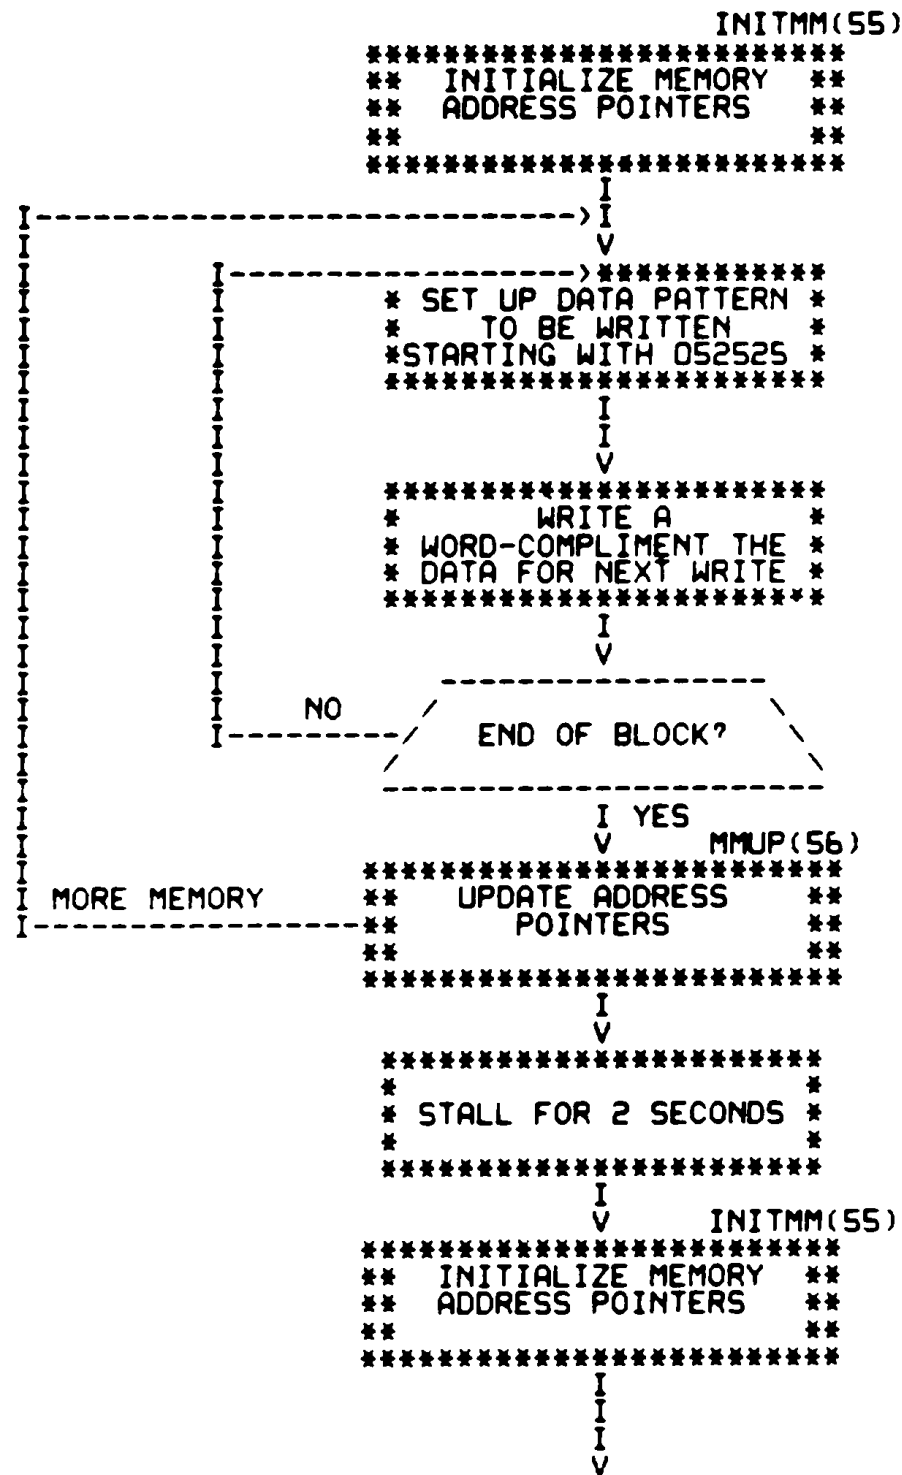 INITMM(55)
INITIALIZE MEMORY
ADDRESS POINTERS
SET UP DATA PATTERN
TO BE WRITTEN
STARTING WITH 052525
WRITE A
WORD-COMPLIMENT THE
DATA FOR NEXT WRITE
NO
END OF BLOCK?
YES
MMUP(56)
MORE MEMORY
UPDATE ADDRESS
POINTERS
STALL FOR 2 SECONDS
INITMM(55)
INITIALIZE MEMORY
ADDRESS POINTERS